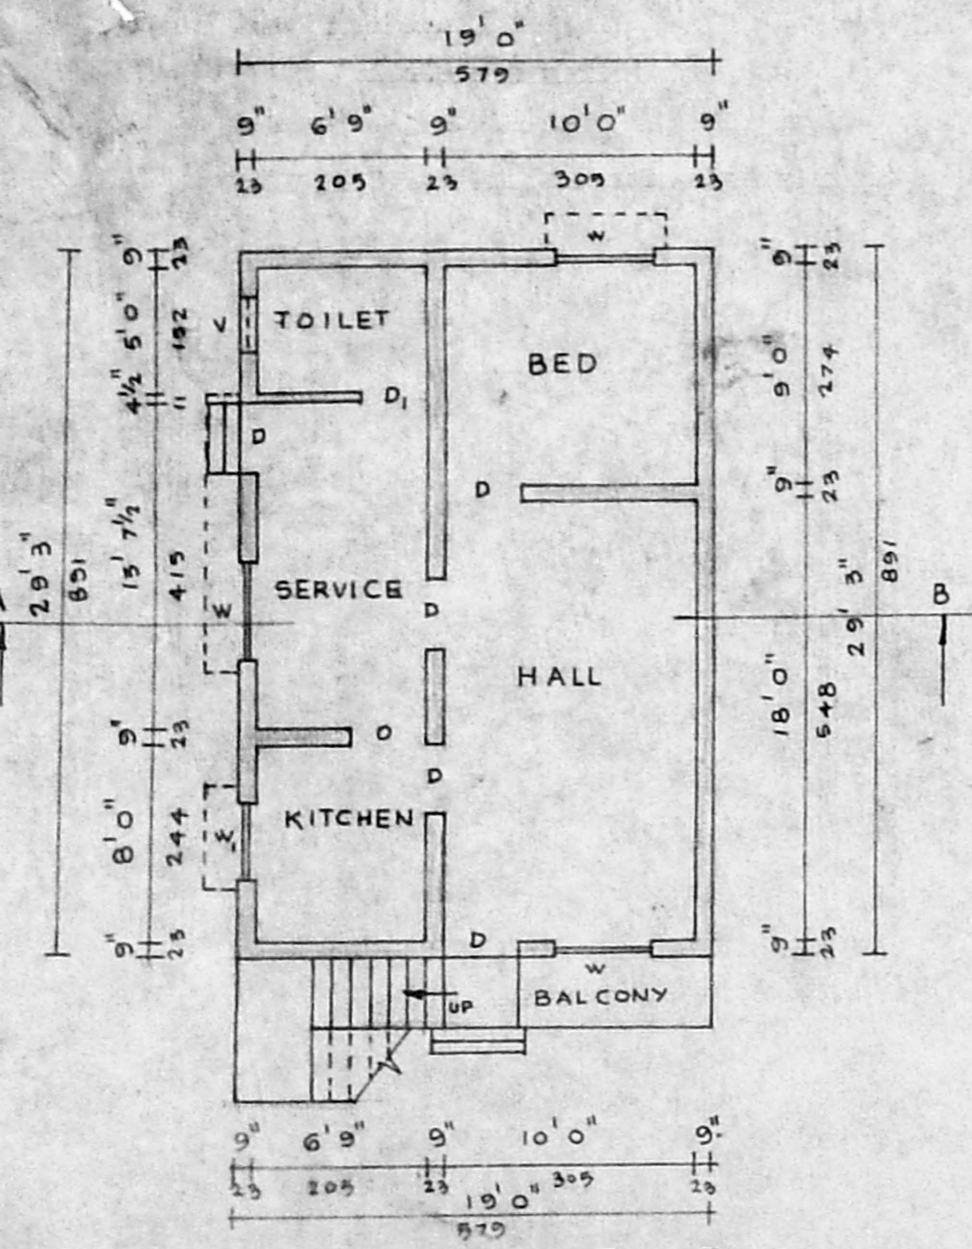 19' 0"
579
9" 6' 9" 9" 10' 0" 9"
23 205 23 305 23
W
9" 23
9" 23
V
TOILET
5' 0" 152
BED
9' 0" 274
4½" 11
D1
D
D
9" 23
13' 7½" 415
29' 3" 891
SERVICE
D
W
29' 3" 891
B
HALL
18' 0" 548
9" 23
O
D
8' 0" 244
W1
KITCHEN
9" 23
D
9" 23
W
UP
BALCONY
9" 6' 9" 9" 10' 0" 9"
23 205 23 305 23
19' 0"
579